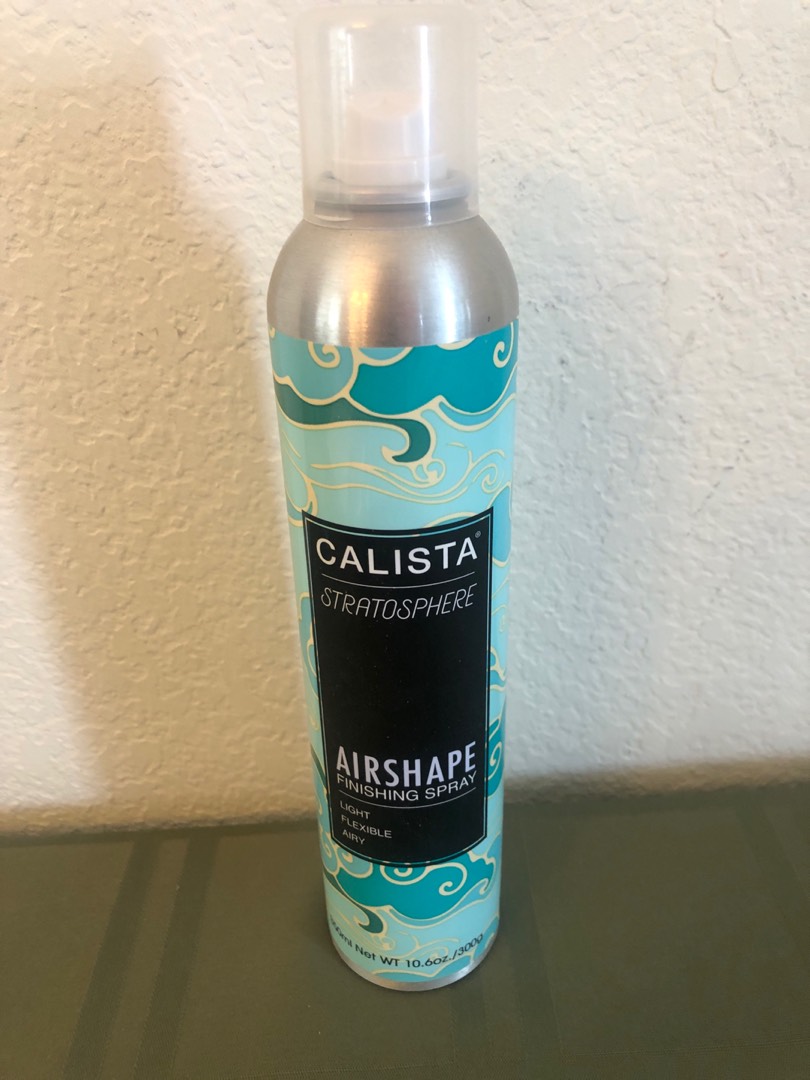 CALISTA®
STRATOSPHERE
AIRSHAPE
FINISHING SPRAY
LIGHT
FLEXIBLE
AIRY
Net WT 10.6oz./300G